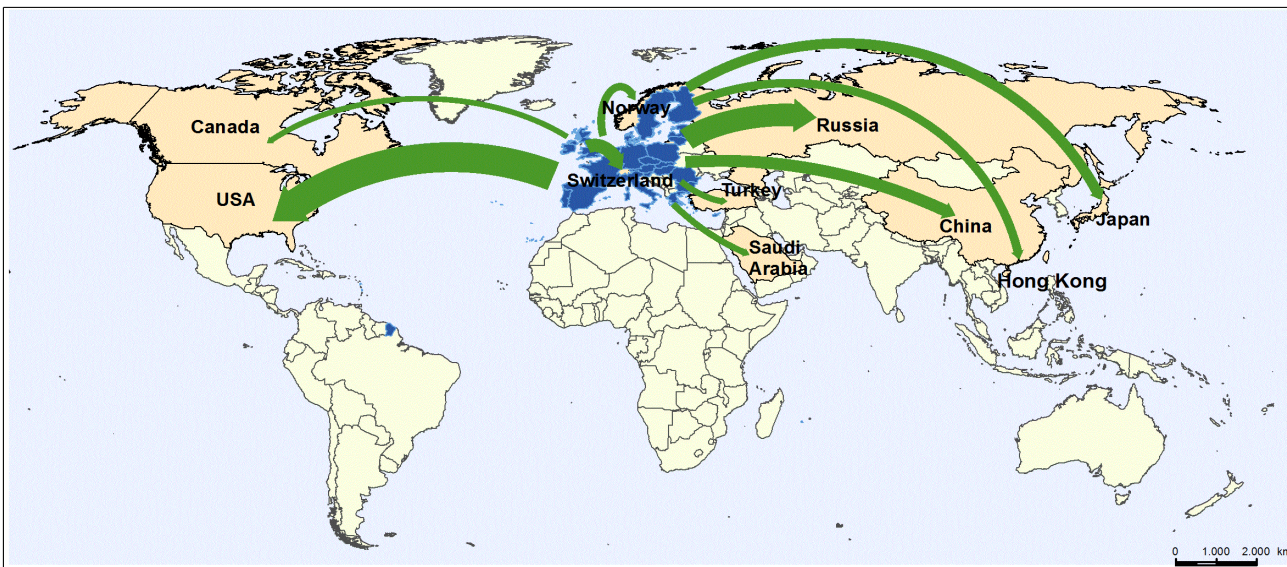 Norway
Canada
Russia
Switzerland
USA
Turkey
Japan
China
Saudi
Arabia
Hong Kong
0 1.000 2.000 km